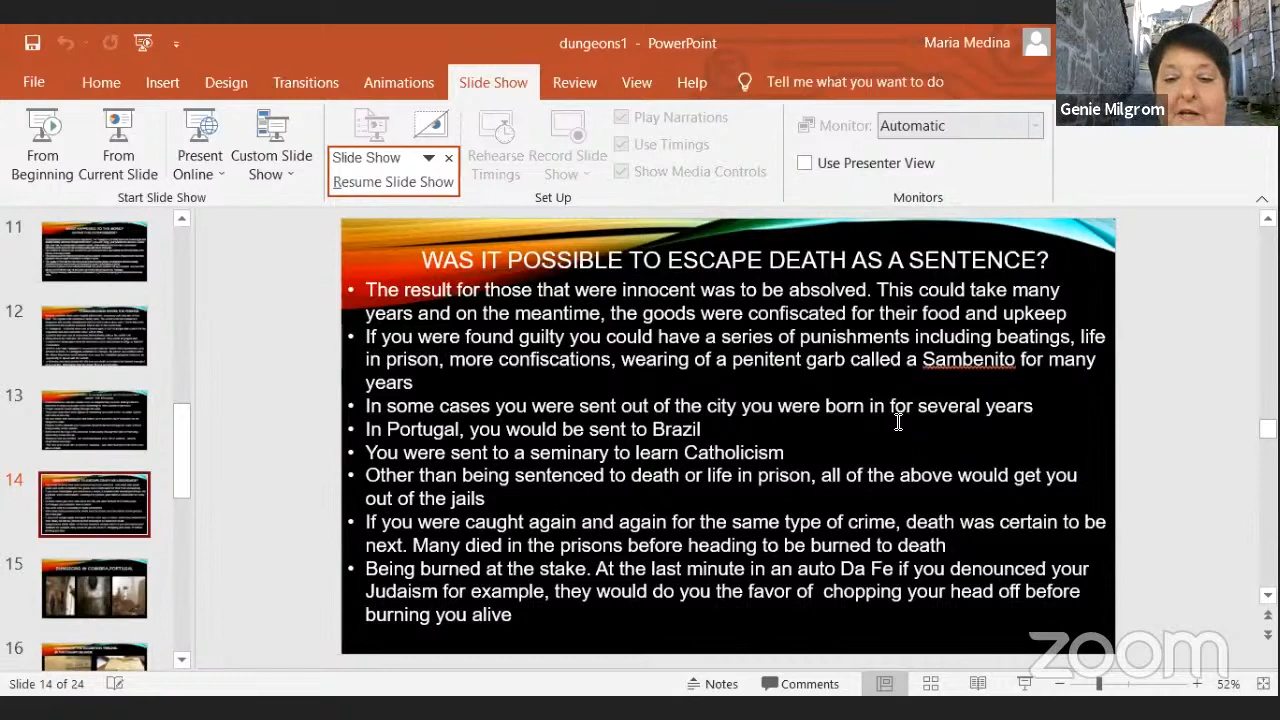 dungeons1 - PowerPoint
Maria Medina
File Home Insert Design Transitions Animations Slide Show Review View Help Tell me what you want to do
Genie Milgrom
From Beginning
From Current Slide
Present Online
Custom Slide Show
Start Slide Show
Slide Show
Resume Slide Show
Rehearse Timings
Record Slide Show
Play Narrations
Use Timings
Show Media Controls
Set Up
Monitor: Automatic
Use Presenter View
Monitors
11
12
13
14
15
16
WAS IT POSSIBLE TO ESCAPE DEATH AS A SENTENCE?
• The result for those that were innocent was to be absolved. This could take many
years and on the meantime, the goods were sold for their food and upkeep
• If you were found guilty you could have a series of punishments including beatings, life
in prison, more confiscations, wearing of a penitent garb called a Sambenito for many
years
In some cases you were sent out of the city you were born in for several years
• In Portugal, you would be sent to Brazil
• You were sent to a seminary to learn Catholicism
• Other than being sentenced to death or life in prison, all of the above would get you
out of the jails
• If you were caught again and again for the same type of crime, death was certain to be
next. Many died in the prisons before heading to be burned to death
• Being burned at the stake. At the last minute in an auto Da Fe if you denounced your
Judaism for example, they would do you the favor of chopping your head off before
burning you alive
zoom
Slide 14 of 24
Notes
Comments
52%